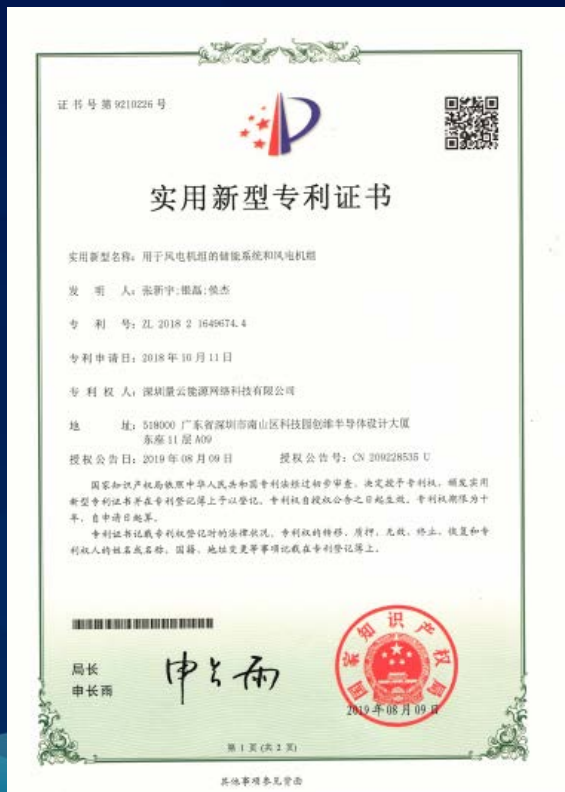 证书号第9210226号
实用新型专利证书
实用新型名称：用于风电机组的储能系统和风电机组
发 明 人：张新宇;银磊;侯杰
专 利 号：ZL 2018 2 1649674.4
专利申请日：2018年10月11日
专 利 权 人：深圳量云能源网络科技有限公司
地 址：518000 广东省深圳市南山区科技园创维半导体设计大厦
东座11层A09
授权公告日：2019年08月09日 授权公告号：CN 209228535 U
国家知识产权局依照中华人民共和国专利法经过初步审查，决定授予专利权，颁发实用
新型专利证书并在专利登记簿上予以登记。专利权自授权公告之日起生效。专利权期限为十
年，自申请日起算。
专利证书记载专利权登记时的法律状况。专利权的转移、质押、无效、终止、恢复和专
利权人的姓名或名称、国籍、地址变更等事项记载在专利登记簿上。
局长
申长雨
申长雨
国家知识产权局
2019年08月09日
第 1 页 (共 2 页)
其他事项参见背面